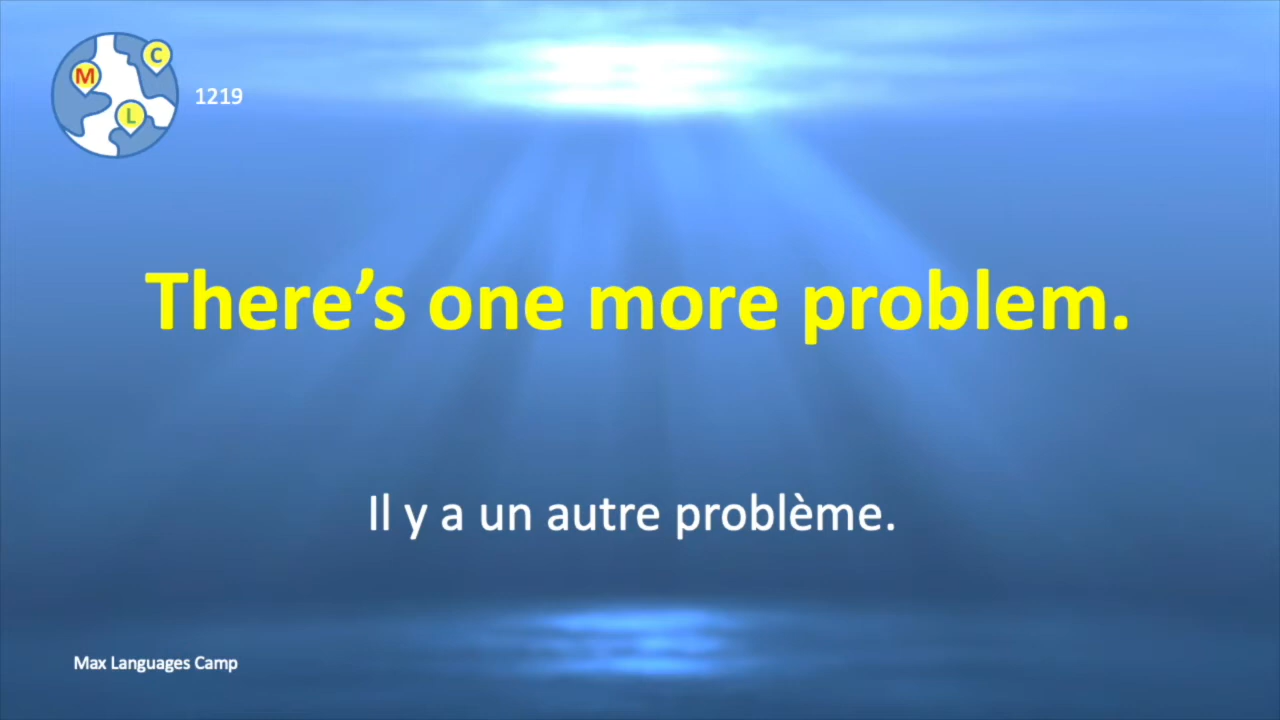 C
M
1219
L
There's one more problem.
Il y a un autre problème.
Max Languages Camp